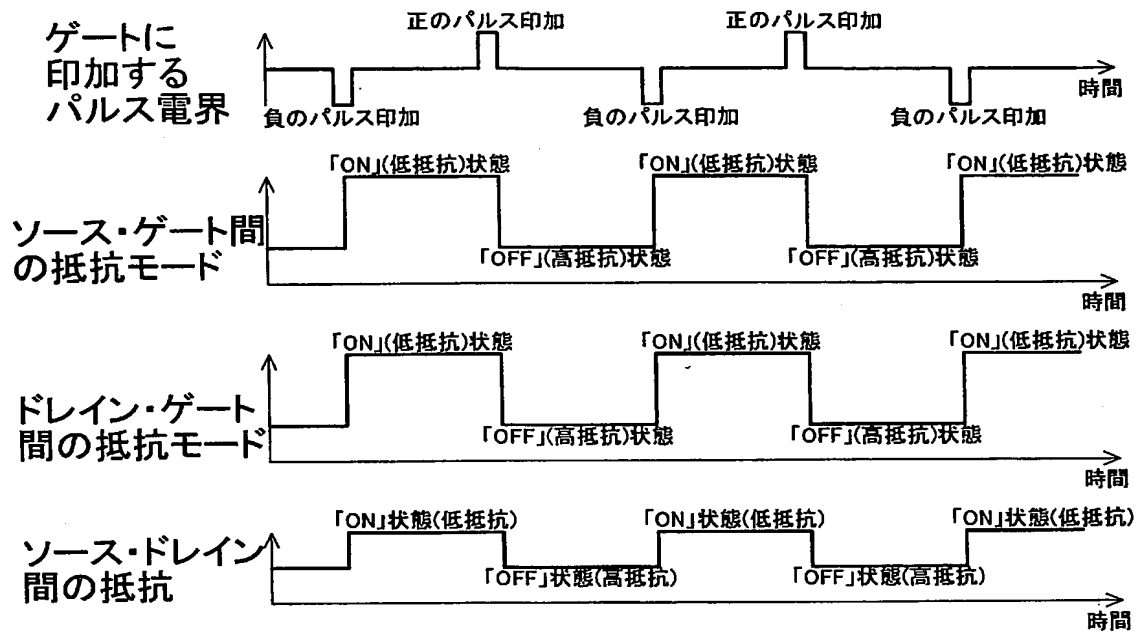 正のパルス印加
正のパルス印加
ゲートに
印加する
パルス電界
時間
負のパルス印加
負のパルス印加
負のパルス印加
「ON」(低抵抗)状態
「ON」(低抵抗)状態
「ON」(低抵抗)状態
ソース・ゲート間
の抵抗モード
「OFF」(高抵抗)状態
「OFF」(高抵抗)状態
時間
「ON」(低抵抗)状態
「ON」(低抵抗)状態
「ON」(低抵抗)状態
ドレイン・ゲート
間の抵抗モード
「OFF」(高抵抗)状態
「OFF」(高抵抗)状態
時間
「ON」状態(低抵抗)
「ON」状態(低抵抗)
「ON」状態(低抵抗)
ソース・ドレイン
間の抵抗
「OFF」状態(高抵抗)
「OFF」状態(高抵抗)
時間